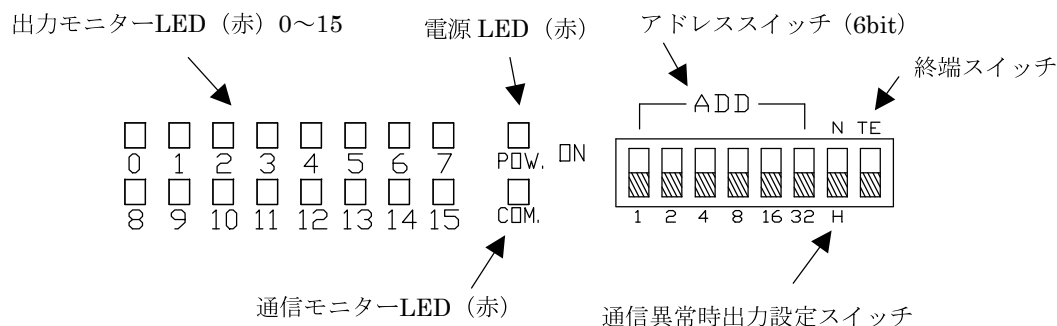 出力モニターLED（赤）0～15
電源 LED（赤）
アドレススイッチ（6bit）
終端スイッチ
ADD
N TE
0 1 2 3 4 5 6 7
POW.
ON
8 9 10 11 12 13 14 15
COM.
1 2 4 8 16 32 H
通信モニターLED（赤）
通信異常時出力設定スイッチ